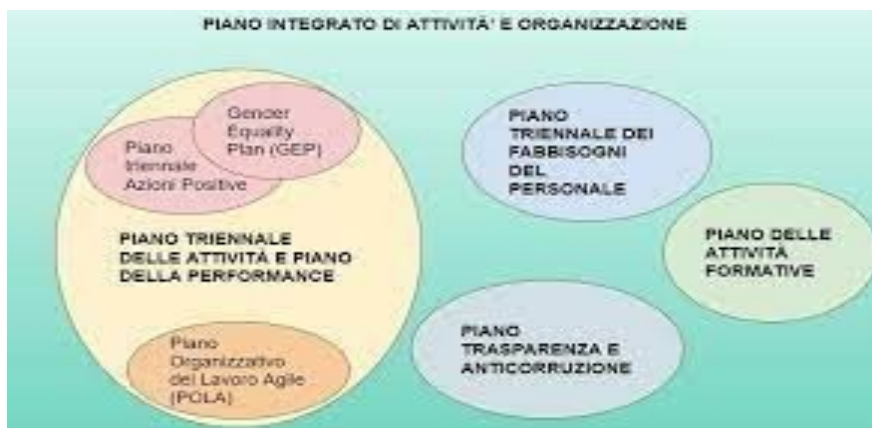 PIANO INTEGRATO DI ATTIVITA' E ORGANIZZAZIONE
Gender
Equality
Plan (GEP)
Piano
triennale
Azioni Positive
PIANO TRIENNALE
DELLE ATTIVITÀ E PIANO
DELLA PERFORMANCE
Piano
Organizzativo
del Lavoro Agile
(POLA)
PIANO
TRIENNALE DEI
FABBISOGNI
DEL
PERSONALE
PIANO DELLE
ATTIVITÀ
FORMATIVE
PIANO
TRASPARENZA E
ANTICORRUZIONE